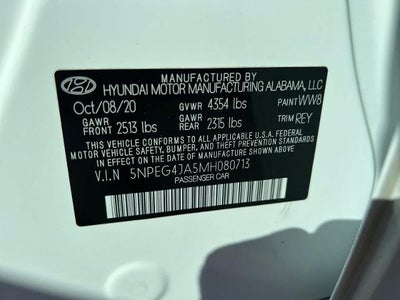 MANUFACTURED BY
HYUNDAI MOTOR MANUFACTURING ALABAMA, LLC
Oct/08/20 GVWR 4354 lbs PAINT WW8
GAWR FRONT 2513 lbs GAWR REAR 2315 lbs TRIM REY
THIS VEHICLE CONFORMS TO ALL APPLICABLE U.S. FEDERAL
MOTOR VEHICLE SAFETY, BUMPER, AND THEFT PREVENTION
STANDARDS IN EFFECT ON THE DATE OF MANUFACTURE SHOWN ABOVE.
V.I.N 5NPEG4JA5MH080713
PASSENGER CAR